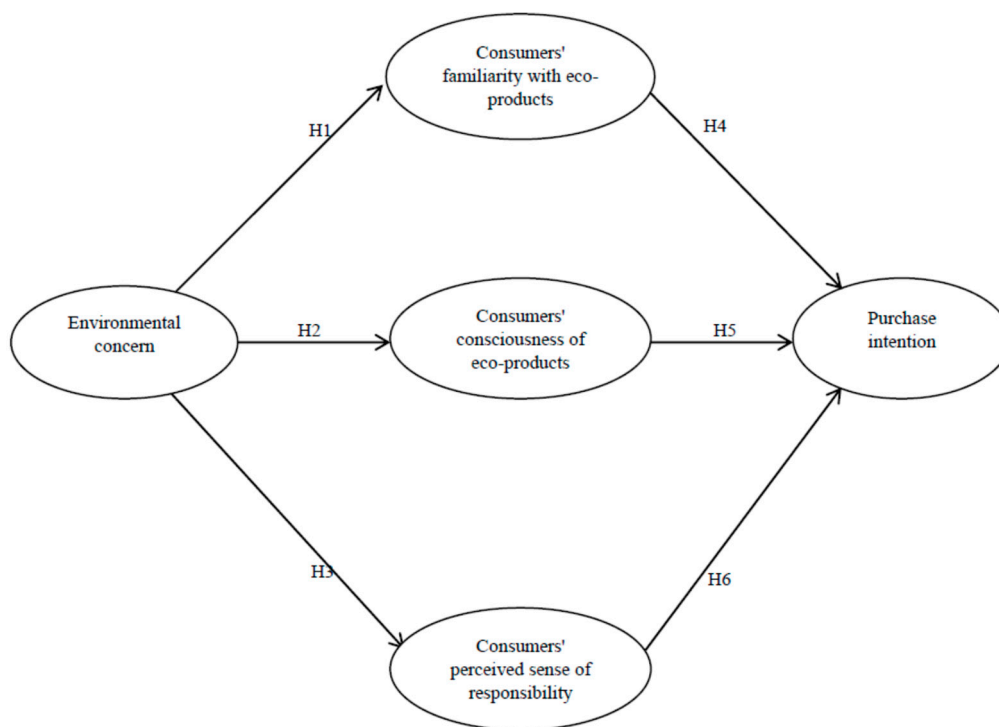 Consumers'
familiarity with eco-
products
H1
H4
Environmental
concern
H2
Consumers'
consciousness of
eco-products
H5
Purchase
intention
H3
H6
Consumers'
perceived sense of
responsibility